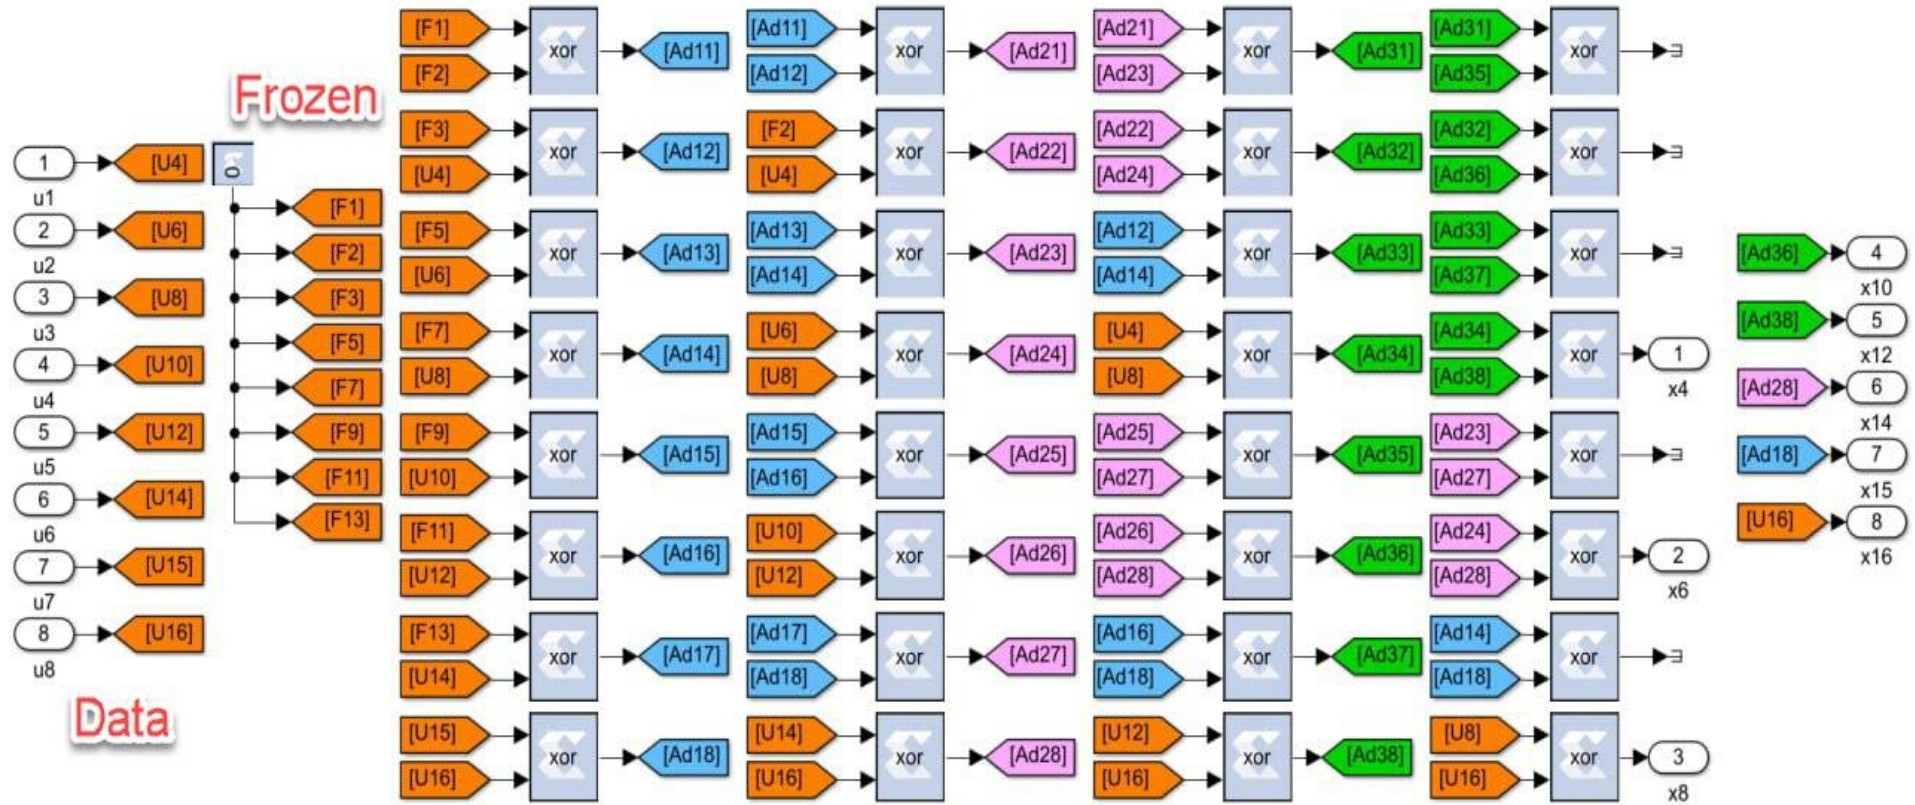 Frozen
Data
1 [U4]
u1
2 [U6]
u2
3 [U8]
u3
4 [U10]
u4
5 [U12]
u5
6 [U14]
u6
7 [U15]
u7
8 [U16]
u8
0
[F1]
[F2]
[F3]
[F5]
[F7]
[F9]
[F11]
[F13]
[F1]
[F2]
xor
[Ad11]
[F3]
[U4]
xor
[Ad12]
[F5]
[U6]
xor
[Ad13]
[F7]
[U8]
xor
[Ad14]
[F9]
[U10]
xor
[Ad15]
[F11]
[U12]
xor
[Ad16]
[F13]
[U14]
xor
[Ad17]
[U15]
[U16]
xor
[Ad18]
[Ad11]
[Ad12]
xor
[Ad21]
[F2]
[U4]
xor
[Ad22]
[Ad13]
[Ad14]
xor
[Ad23]
[U6]
[U8]
xor
[Ad24]
[Ad15]
[Ad16]
xor
[Ad25]
[U10]
[U12]
xor
[Ad26]
[Ad17]
[Ad18]
xor
[Ad27]
[U14]
[U16]
xor
[Ad28]
[Ad21]
[Ad23]
xor
[Ad31]
[Ad22]
[Ad24]
xor
[Ad32]
[Ad12]
[Ad14]
xor
[Ad33]
[U4]
[U8]
xor
[Ad34]
[Ad25]
[Ad27]
xor
[Ad35]
[Ad26]
[Ad28]
xor
[Ad36]
[Ad16]
[Ad18]
xor
[Ad37]
[U12]
[U16]
xor
[Ad38]
[Ad31]
[Ad35]
xor
[Ad32]
[Ad36]
xor
[Ad33]
[Ad37]
xor
[Ad34]
[Ad38]
xor
1
x4
[Ad23]
[Ad27]
xor
[Ad24]
[Ad28]
xor
2
x6
[Ad14]
[Ad18]
xor
[U8]
[U16]
xor
3
x8
[Ad36] 4
x10
[Ad38] 5
x12
[Ad28] 6
x14
[Ad18] 7
x15
[U16] 8
x16